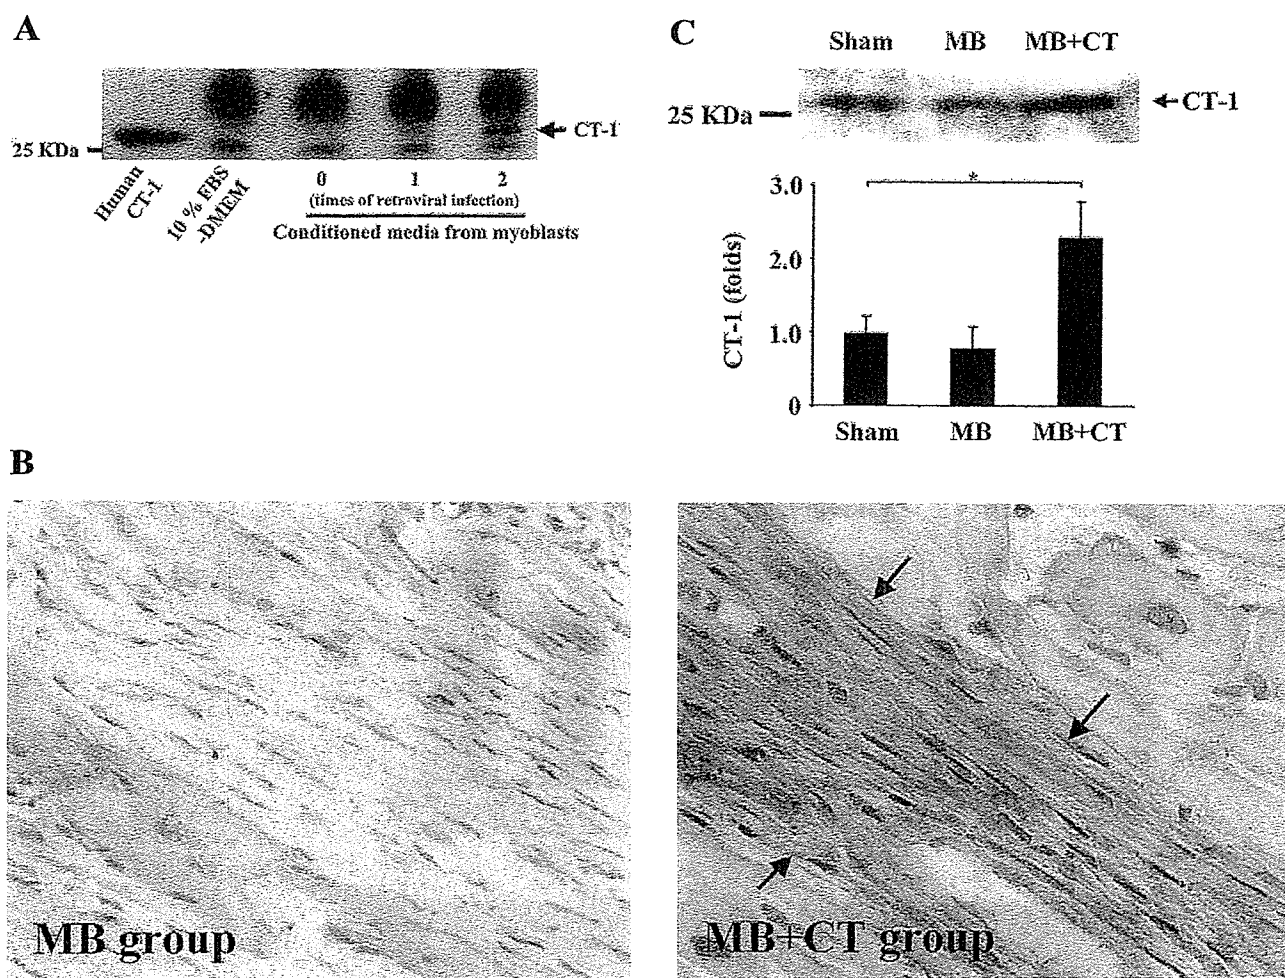 A
CT-1
25 KDa
Human
CT-1
10 % FBS
-DMEM
0 1 2
(times of retroviral infection)
Conditioned media from myoblasts
C
Sham MB MB+CT
25 KDa
CT-1
*
3.0
2.0
1.0
0
CT-1 (folds)
Sham MB MB+CT
B
MB group
MB+CT group